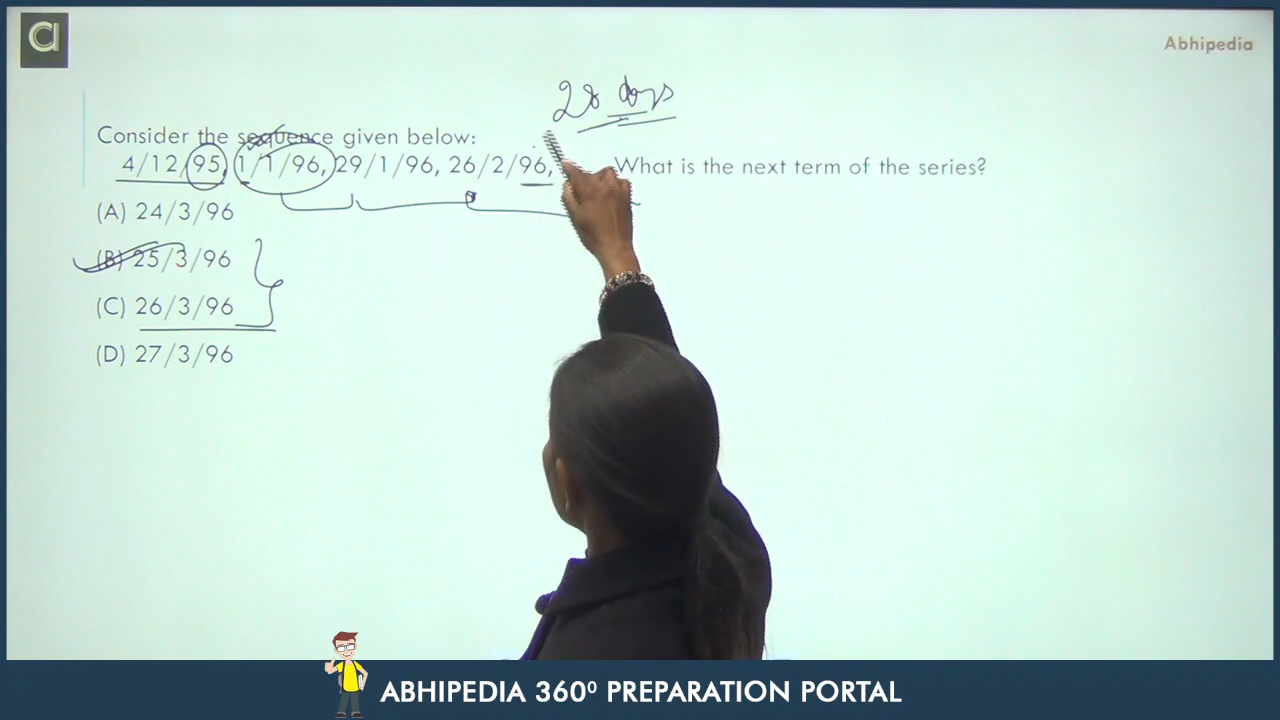 Abhipedia
28 days
Consider the sequence given below:
4/12/95, 1/1/96, 29/1/96, 26/2/96, What is the next term of the series?
(A) 24/3/96
(B) 25/3/96
(C) 26/3/96
(D) 27/3/96
ABHIPEDIA 360⁰ PREPARATION PORTAL